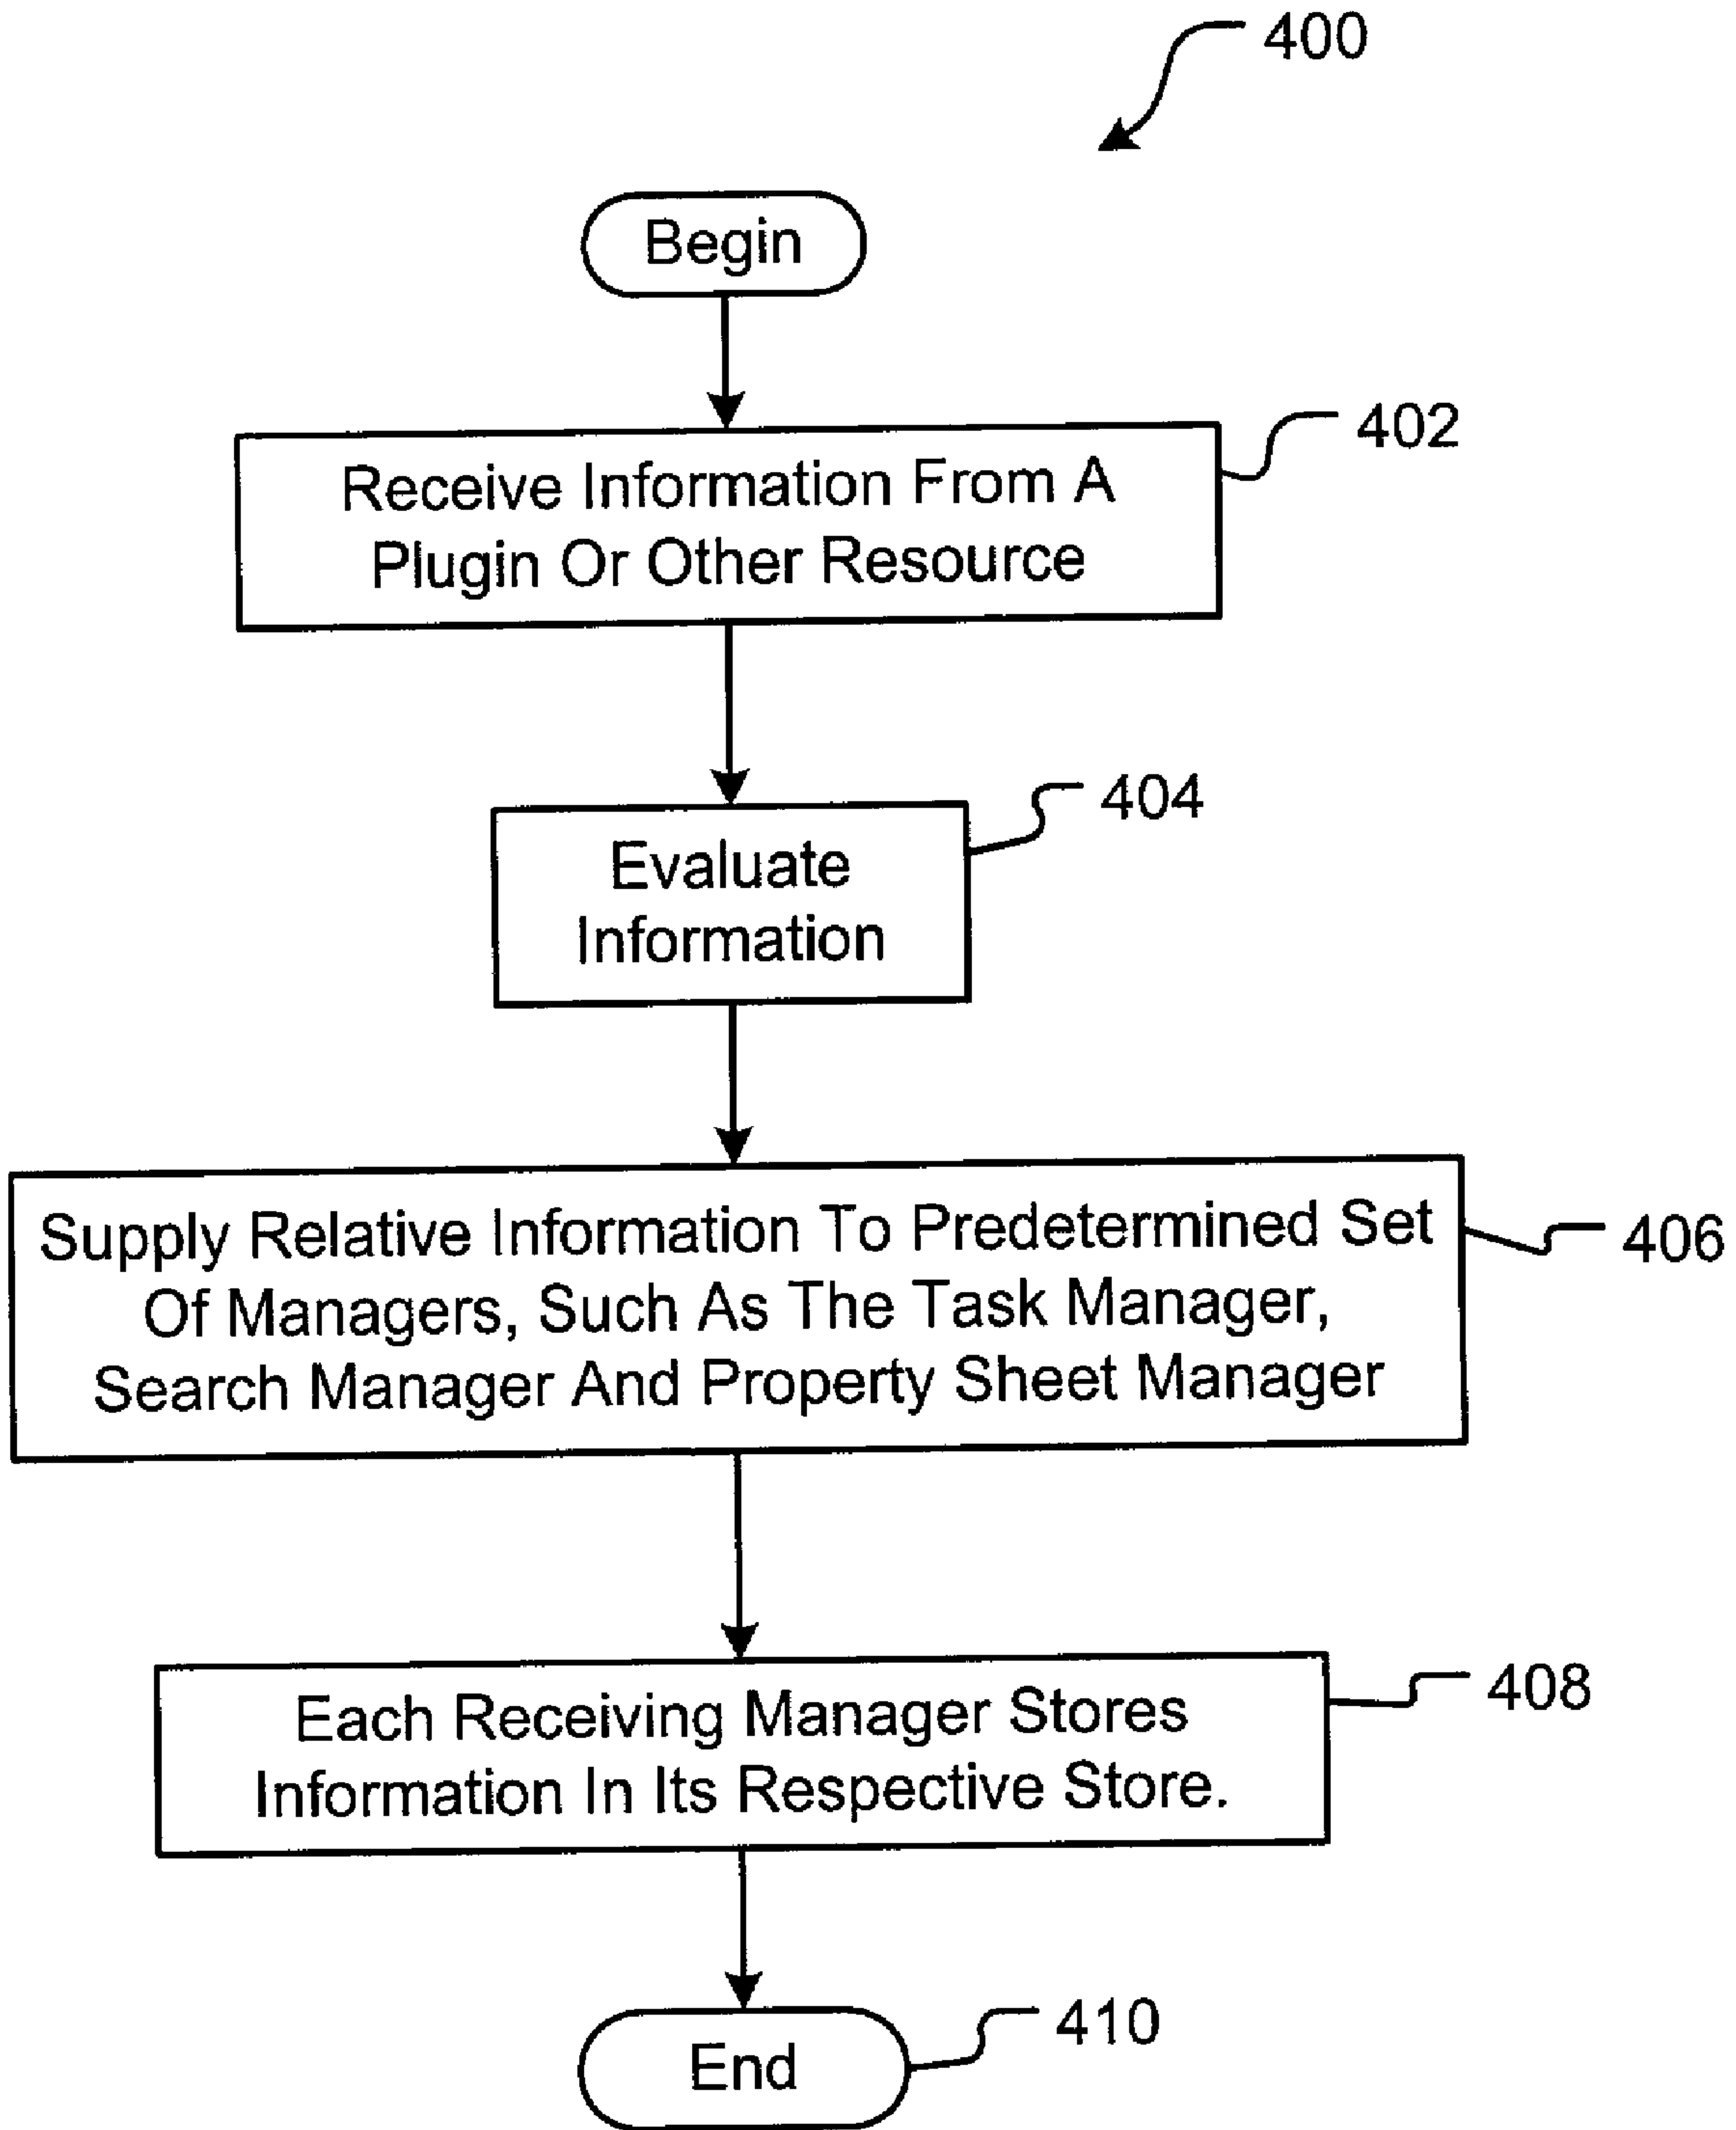 400
Begin
402
Receive Information From A
Plugin Or Other Resource
404
Evaluate
Information
406
Supply Relative Information To Predetermined Set
Of Managers, Such As The Task Manager,
Search Manager And Property Sheet Manager
408
Each Receiving Manager Stores
Information In Its Respective Store.
410
End